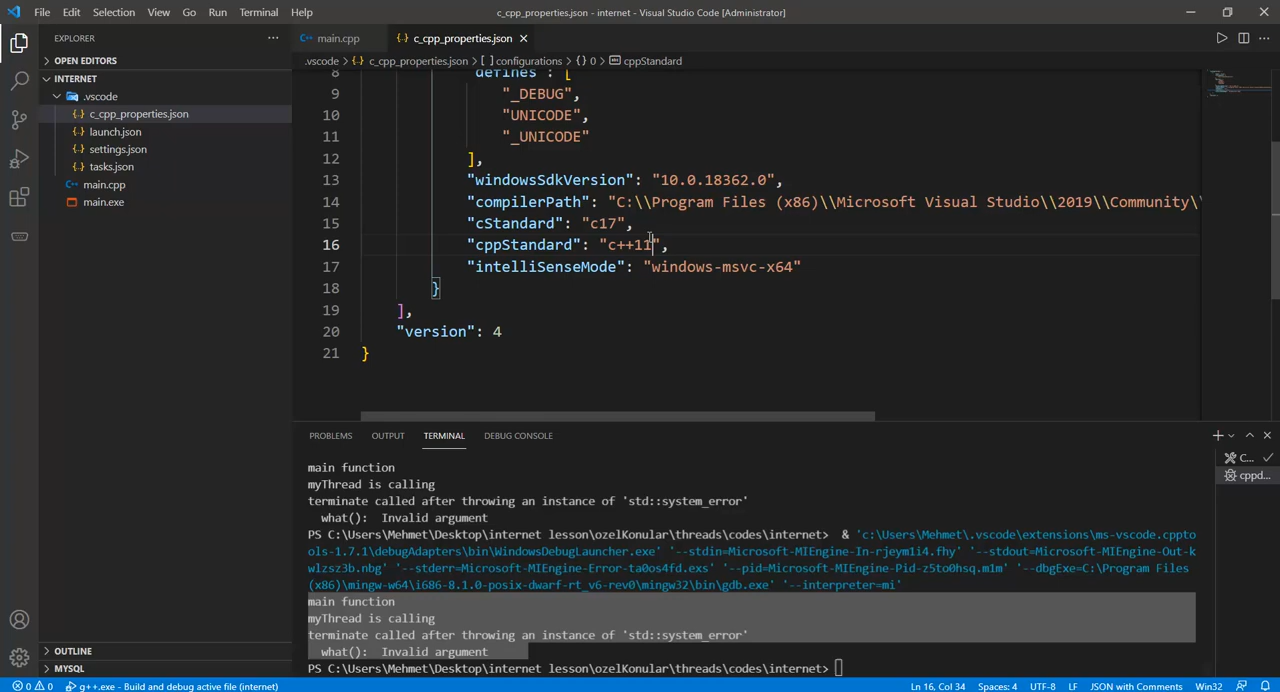 File Edit Selection View Go Run Terminal Help
c_cpp_properties.json - internet - Visual Studio Code [Administrator]
EXPLORER
main.cpp
{..} c_cpp_properties.json
OPEN EDITORS
.vscode > {..} c_cpp_properties.json > [ ] configurations > {} 0 > cppStandard
INTERNET
.vscode
{..} c_cpp_properties.json
{..} launch.json
{..} settings.json
{..} tasks.json
main.cpp
main.exe
8 "defines": [
9 "_DEBUG",
10 "UNICODE",
11 "_UNICODE"
12 ],
13 "windowsSdkVersion": "10.0.18362.0",
14 "compilerPath": "C:\\Program Files (x86)\\Microsoft Visual Studio\\2019\\Community\\
15 "cStandard": "c17",
16 "cppStandard": "c++11",
17 "intelliSenseMode": "windows-msvc-x64"
18 }
19 ],
20 "version": 4
21 }
PROBLEMS OUTPUT TERMINAL DEBUG CONSOLE
C...
cppd...
main function
myThread is calling
terminate called after throwing an instance of 'std::system_error'
what(): Invalid argument
PS C:\Users\Mehmet\Desktop\internet lesson\ozelKonular\threads\codes\internet> & 'c:\Users\Mehmet\.vscode\extensions\ms-vscode.cppto
ols-1.7.1\debugAdapters\bin\WindowsDebugLauncher.exe' '--stdin=Microsoft-MIEngine-In-rjeym1i4.fhy' '--stdout=Microsoft-MIEngine-Out-k
wlzsz3b.nbg' '--stderr=Microsoft-MIEngine-Error-ta0os4fd.exs' '--pid=Microsoft-MIEngine-Pid-z5to0hsq.m1m' '--dbgExe=C:\Program Files
(x86)\mingw-w64\i686-8.1.0-posix-dwarf-rt_v6-rev0\mingw32\bin\gdb.exe' '--interpreter=mi'
main function
myThread is calling
terminate called after throwing an instance of 'std::system_error'
what(): Invalid argument
PS C:\Users\Mehmet\Desktop\internet lesson\ozelKonular\threads\codes\internet>
OUTLINE
MYSQL
0 0 g++.exe - Build and debug active file (internet)
Ln 16, Col 34 Spaces: 4 UTF-8 LF JSON with Comments Win32